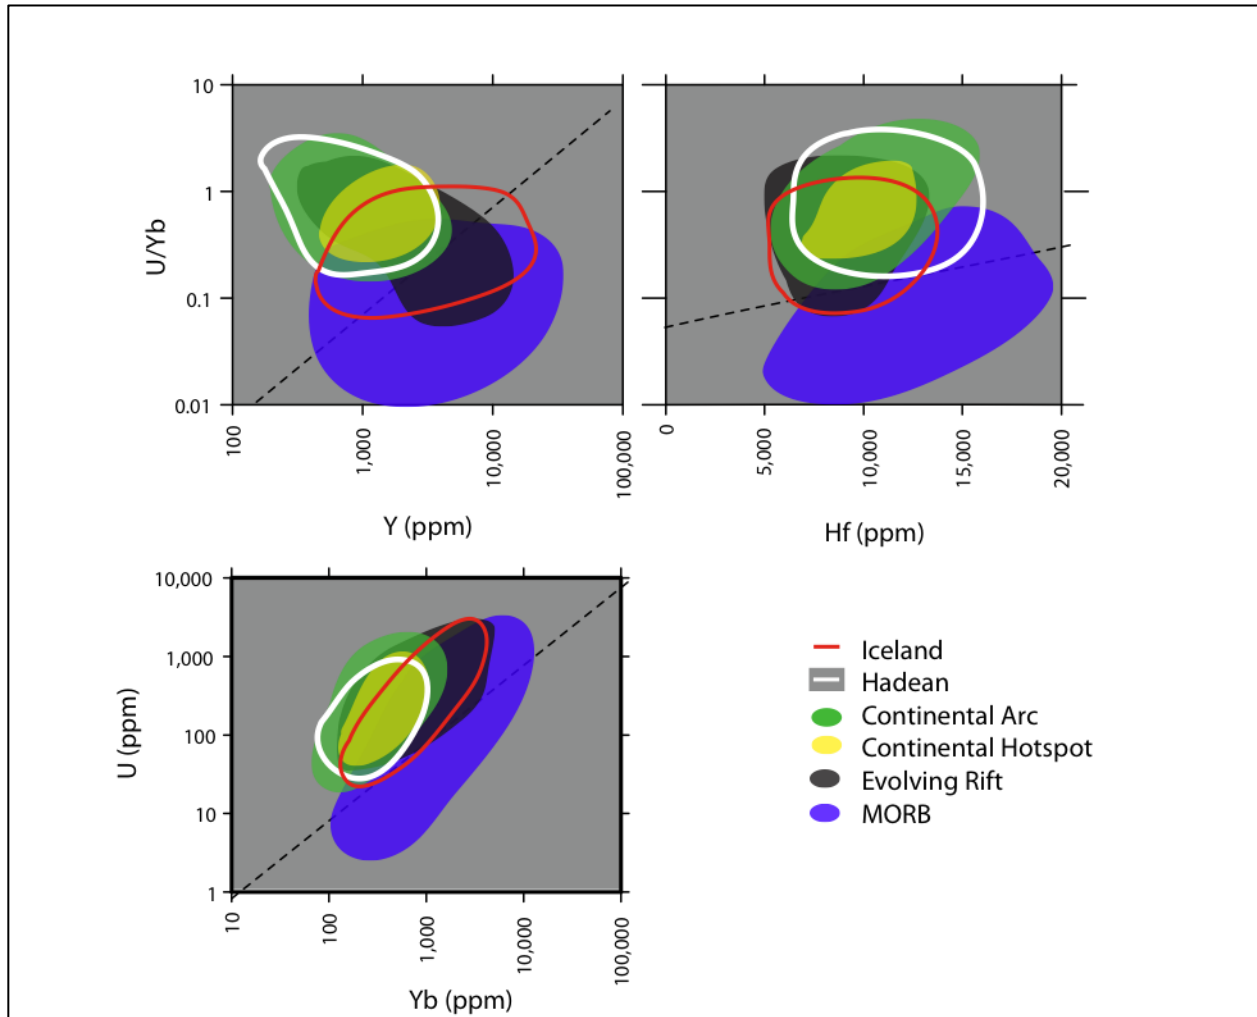 10
1
0.1
0.01
U/Yb
100
1,000
10,000
100,000
Y (ppm)
0
5,000
10,000
15,000
20,000
Hf (ppm)
10,000
1,000
100
10
1
U (ppm)
10
100
1,000
10,000
100,000
Yb (ppm)
Iceland
Hadean
Continental Arc
Continental Hotspot
Evolving Rift
MORB